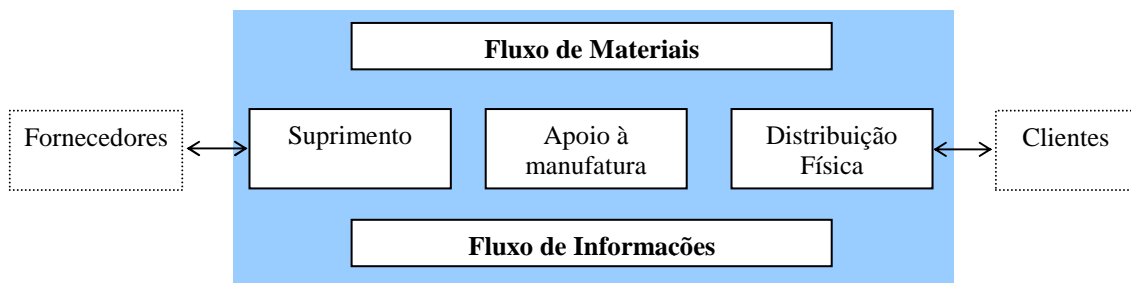 Fluxo de Materiais
Fornecedores
Suprimento
Apoio à
manufatura
Distribuição
Física
Clientes
Fluxo de Informacões